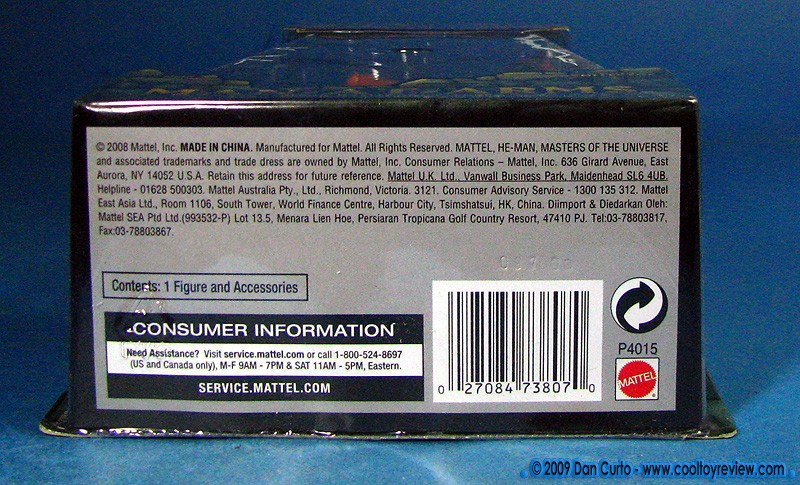 ARMS
© 2008 Mattel, Inc. MADE IN CHINA. Manufactured for Mattel. All Rights Reserved. MATTEL, HE-MAN, MASTERS OF THE UNIVERSE
and associated trademarks and trade dress are owned by Mattel, Inc. Consumer Relations – Mattel, Inc. 636 Girard Avenue, East
Aurora, NY 14052 U.S.A. Retain this address for future reference. Mattel U.K. Ltd., Vanwall Business Park, Maidenhead SL6 4UB.
Helpline - 01628 500303. Mattel Australia Pty., Ltd., Richmond, Victoria. 3121. Consumer Advisory Service - 1300 135 312. Mattel
East Asia Ltd., Room 1106, South Tower, World Finance Centre, Harbour City, Tsimshatsui, HK, China. Diimport & Diedarkan Oleh:
Mattel SEA Ptd Ltd.(993532-P) Lot 13.5, Menara Lien Hoe, Persiaran Tropicana Golf Country Resort, 47410 PJ. Tel:03-78803817,
Fax:03-78803867.
Contents: 1 Figure and Accessories
CONSUMER INFORMATION
Need Assistance? Visit service.mattel.com or call 1-800-524-8697
(US and Canada only), M-F 9AM - 7PM & SAT 11AM - 5PM, Eastern.
SERVICE.MATTEL.COM
0 27084 73807 0
P4015
MATTEL
© 2009 Dan Curto - www.cooltoyreview.com